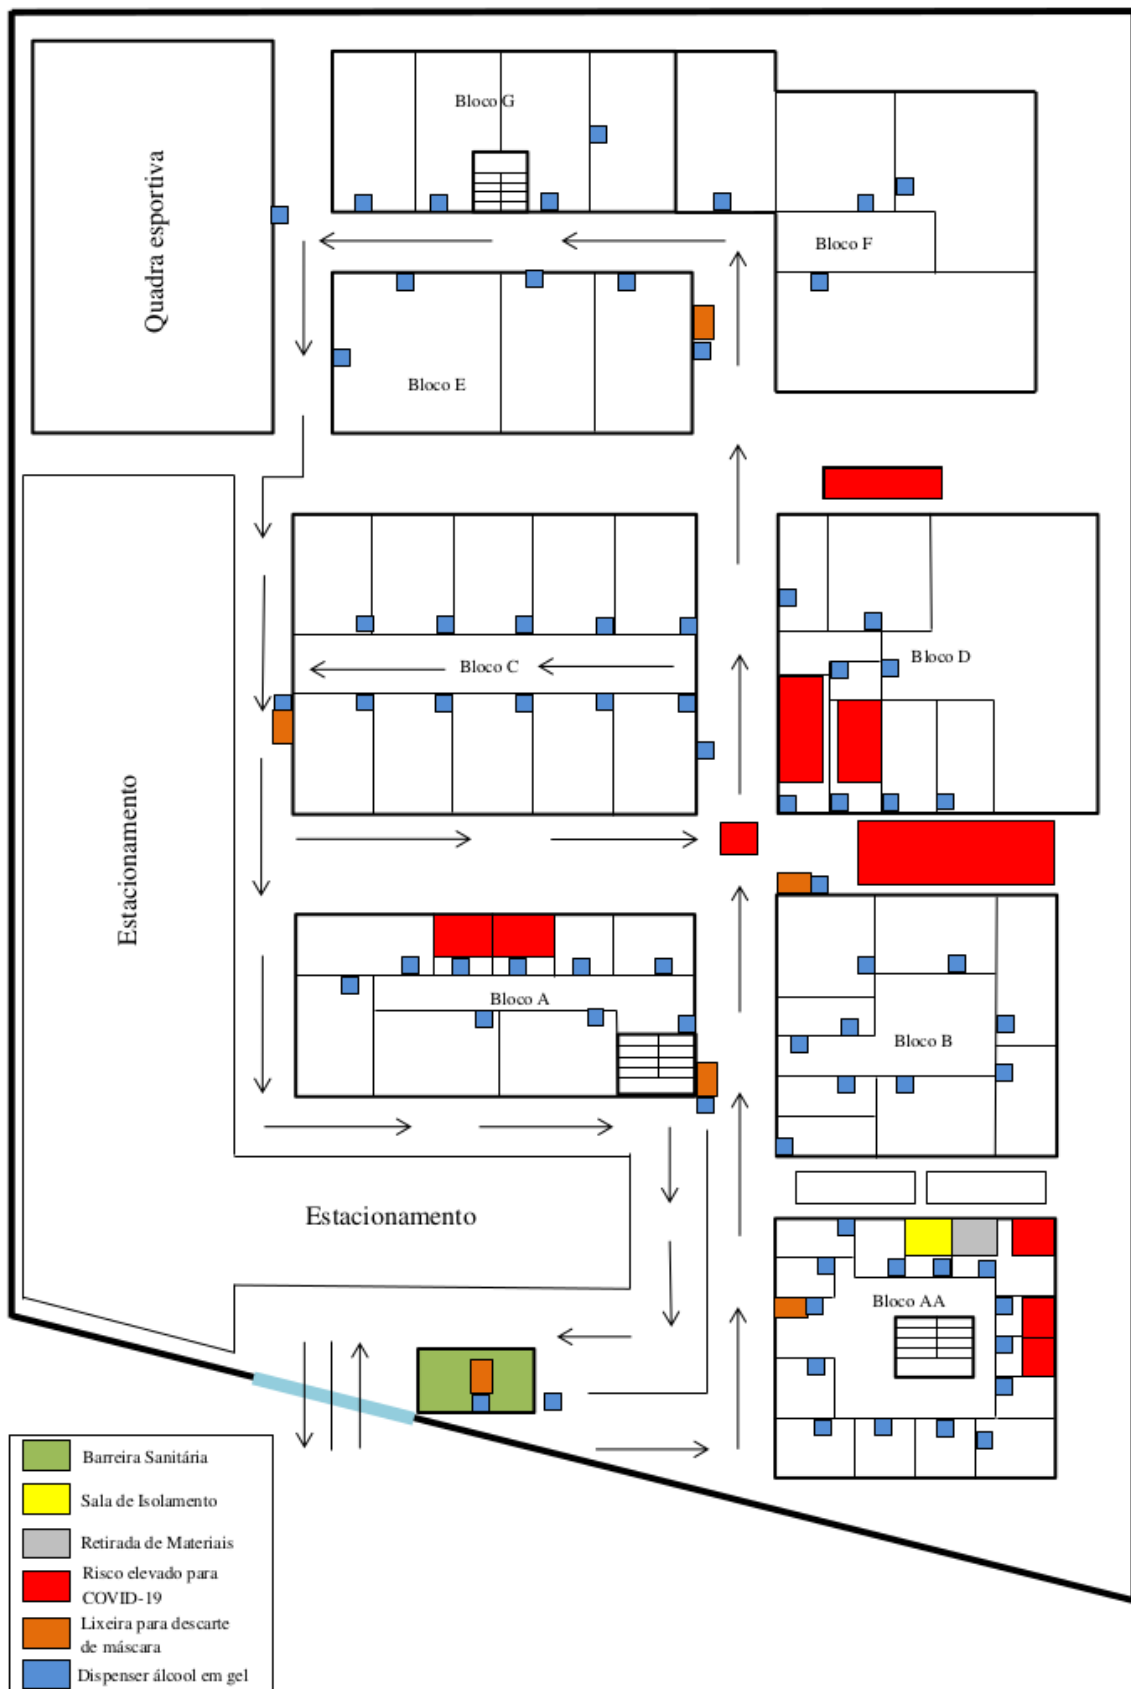 Bloco G
Quadra esportiva
Bloco F
Bloco E
Bloco C
Bloco D
Estacionamento
Bloco A
Bloco B
Estacionamento
Bloco AA
Barreira Sanitária
Sala de Isolamento
Retirada de Materiais
Risco elevado para
COVID-19
Lixeira para descarte
de máscara
Dispenser álcool em gel